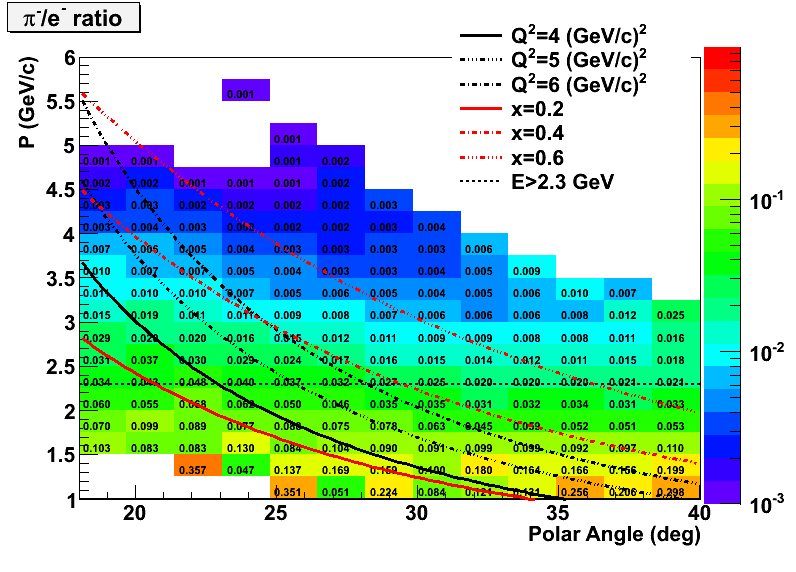 π⁻/e⁻ ratio
Q²=4 (GeV/c)²
Q²=5 (GeV/c)²
Q²=6 (GeV/c)²
x=0.2
x=0.4
x=0.6
E>2.3 GeV
P (GeV/c)
6
5.5
5
4.5
4
3.5
3
2.5
2
1.5
1
0.001
0.001
0.001 0.001 0.001 0.002
0.002 0.002 0.001 0.001 0.001 0.002
0.003 0.002 0.002 0.002 0.002 0.003
0.004 0.003 0.004
0.007 0.005 0.004 0.003 0.003 0.003 0.003 0.006
0.010 0.007 0.007 0.005 0.004 0.003 0.003 0.004 0.005 0.009
0.011 0.010 0.010 0.007 0.005 0.006 0.005 0.005 0.006 0.005 0.010 0.007
0.015 0.019 0.011 0.008 0.007 0.006 0.006 0.008 0.007 0.012 0.025
0.029 0.020 0.019 0.016 0.012 0.011 0.009 0.009 0.008 0.011 0.016
0.031 0.037 0.030 0.029 0.024 0.017 0.016 0.015 0.014 0.012 0.011 0.015 0.018
0.034 0.048 0.040 0.037 0.032 0.025 0.020 0.020 0.020 0.021 0.021
0.060 0.055 0.068 0.050 0.046 0.035 0.035 0.031 0.032 0.034 0.031 0.033
0.070 0.099 0.089 0.077 0.088 0.075 0.078 0.063 0.045 0.059 0.052 0.051 0.053
0.103 0.083 0.083 0.130 0.084 0.104 0.090 0.091 0.099 0.099 0.092 0.097 0.110
0.357 0.047 0.137 0.169 0.159 0.180 0.164 0.166 0.156 0.199
0.351 0.051 0.224 0.084 0.256 0.206 0.298
20 25 30 35 40
Polar Angle (deg)
10⁻¹
10⁻²
10⁻³